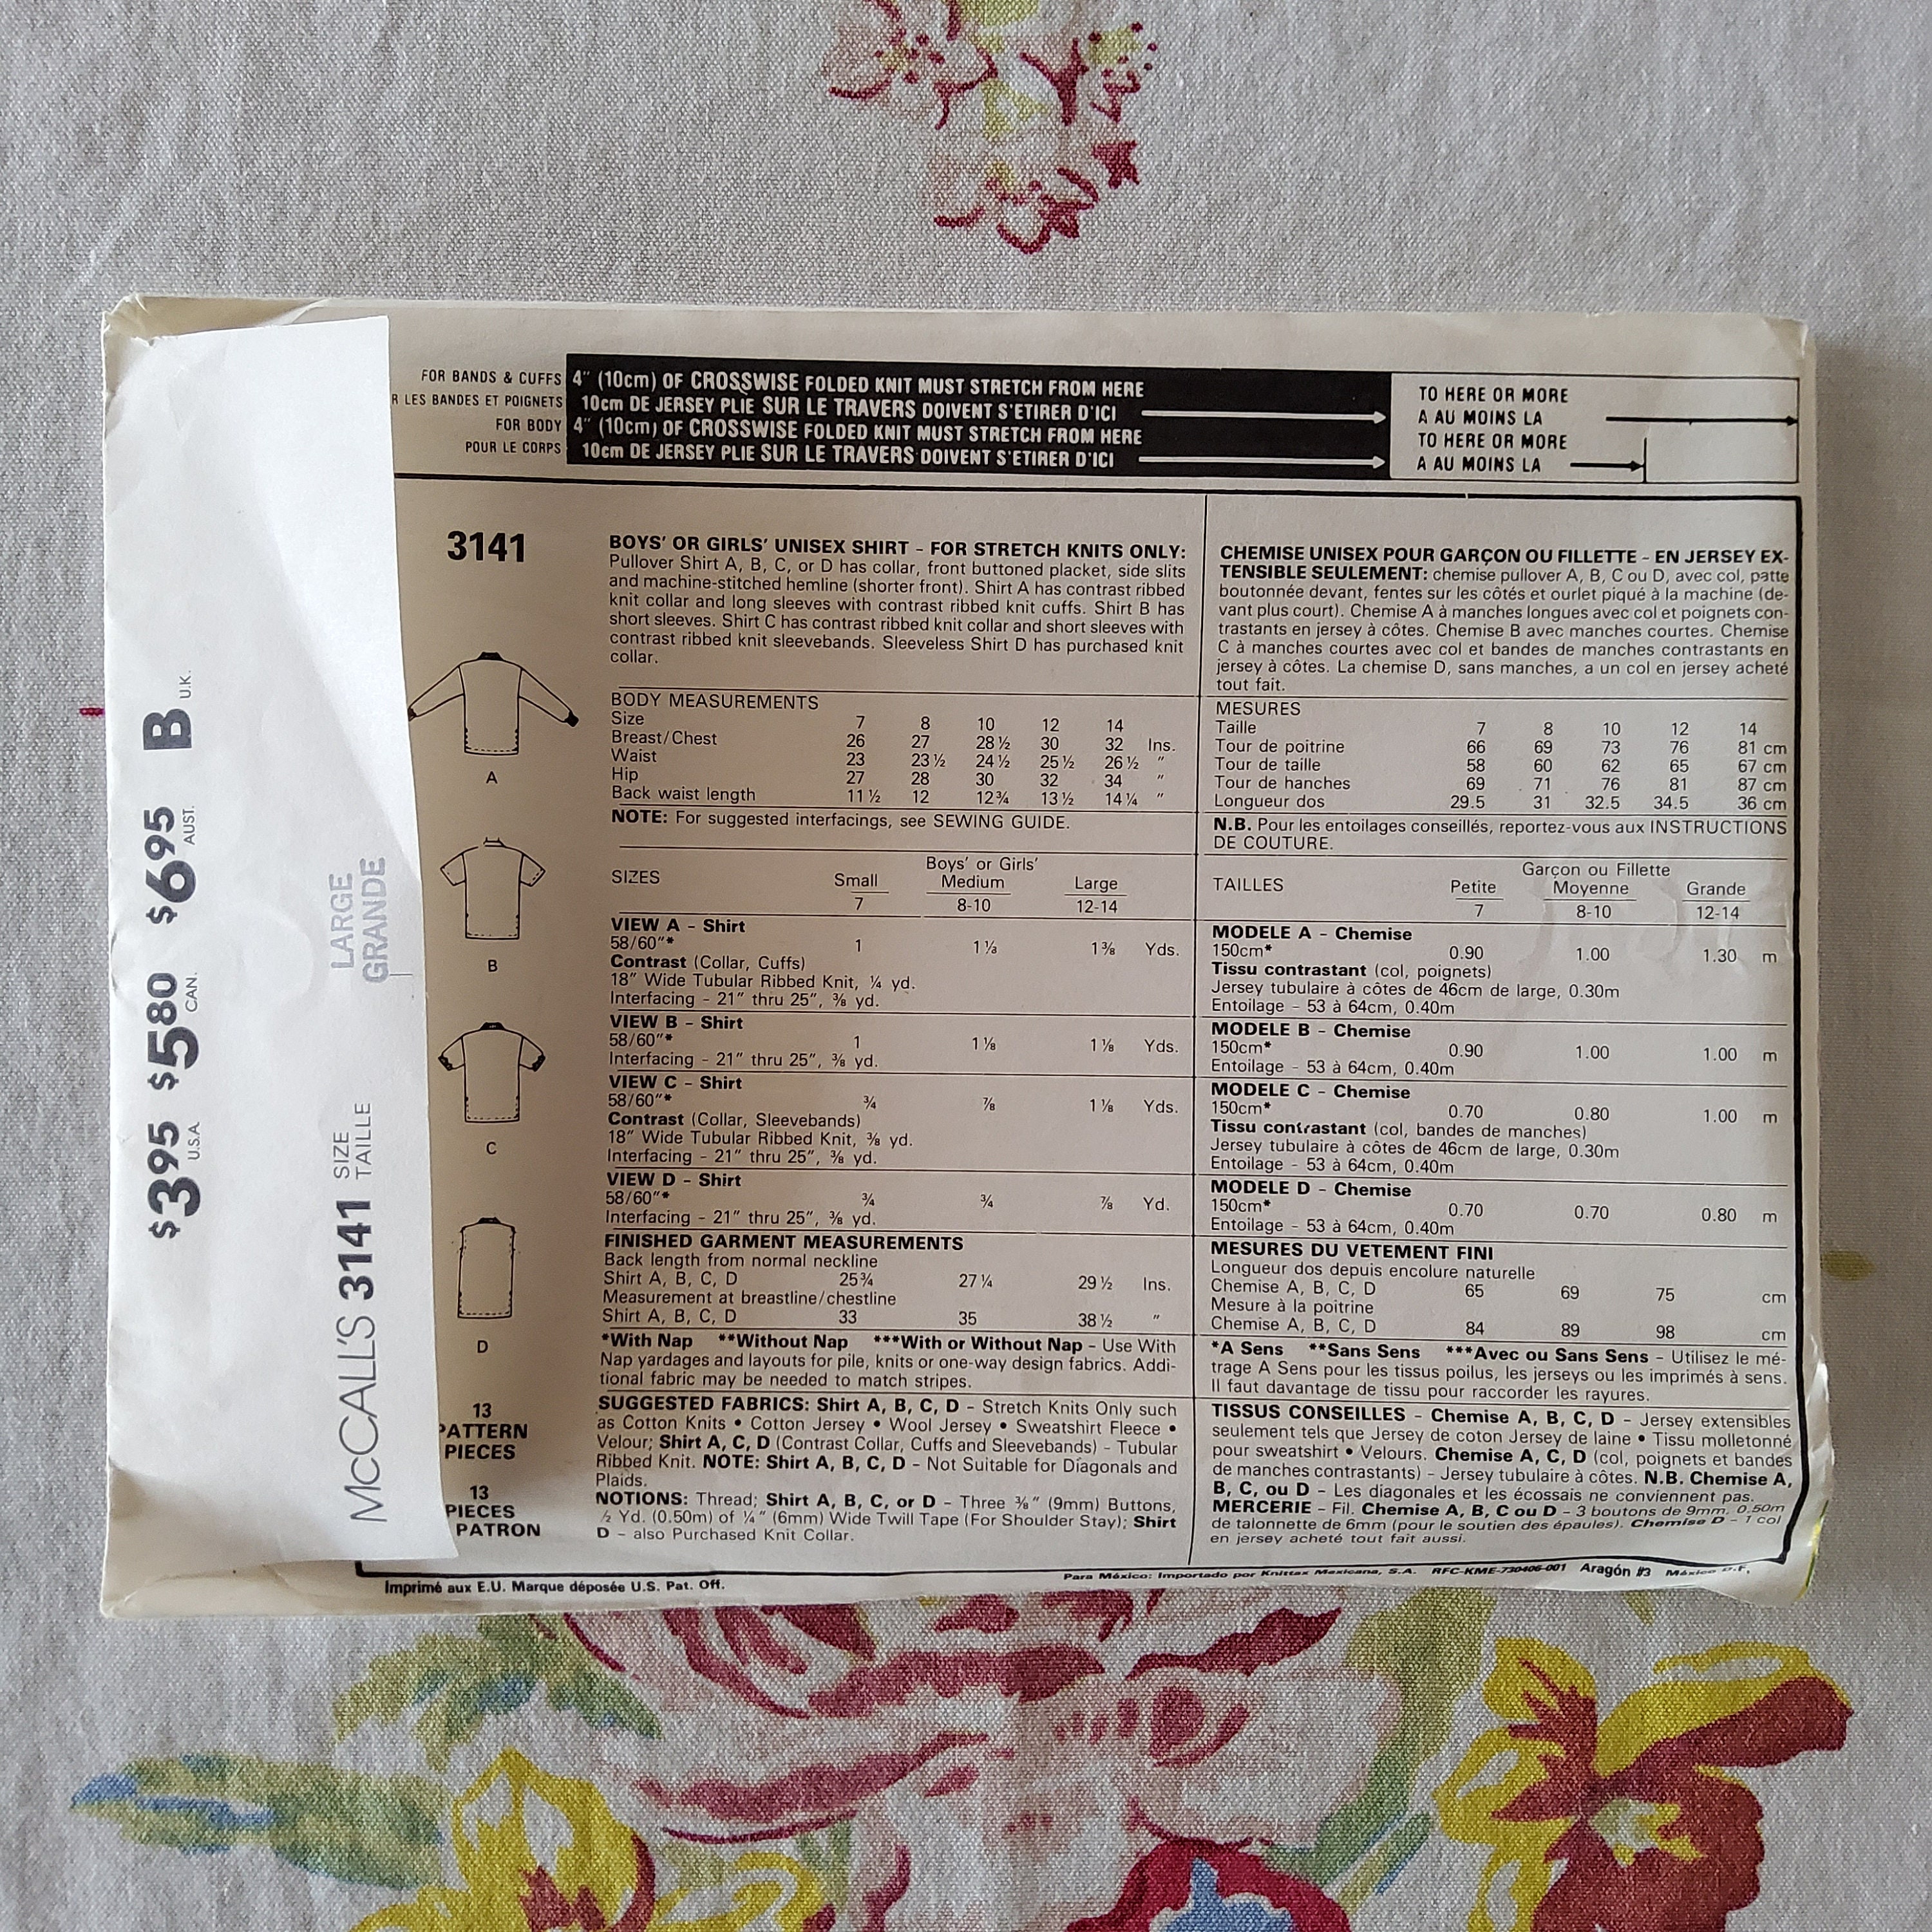 FOR BANDS & CUFFS 4" (10cm) OF CROSSWISE FOLDED KNIT MUST STRETCH FROM HERE TO HERE OR MORE
R LES BANDES ET POIGNETS 10cm DE JERSEY PLIE SUR LE TRAVERS DOIVENT S'ETIRER D'ICI A AU MOINS LA
FOR BODY 4" (10cm) OF CROSSWISE FOLDED KNIT MUST STRETCH FROM HERE TO HERE OR MORE
POUR LE CORPS 10cm DE JERSEY PLIE SUR LE TRAVERS DOIVENT S'ETIRER D'ICI A AU MOINS LA
$3.95 U.S.A. $5.80 CAN. $6.95 AUST. B U.K.
McCALL'S 3141 SIZE LARGE
TAILLE GRANDE
3141
A
B
C
D
13
PATTERN
PIECES
13
PIECES
PATRON
BOYS' OR GIRLS' UNISEX SHIRT – FOR STRETCH KNITS ONLY:
Pullover Shirt A, B, C, or D has collar, front buttoned placket, side slits
and machine-stitched hemline (shorter front). Shirt A has contrast ribbed
knit collar and long sleeves with contrast ribbed knit cuffs. Shirt B has
short sleeves. Shirt C has contrast ribbed knit collar and short sleeves with
contrast ribbed knit sleevebands. Sleeveless Shirt D has purchased knit
collar.
BODY MEASUREMENTS
Size 7 8 10 12 14
Breast/Chest 26 27 28 ½ 30 32 Ins.
Waist 23 23 ½ 24 ½ 25 ½ 26 ½ "
Hip 27 28 30 32 34 "
Back waist length 11 ½ 12 12 ¾ 13 ½ 14 ¼ "
NOTE: For suggested interfacings, see SEWING GUIDE.
Boys' or Girls'
SIZES Small Medium Large
7 8-10 12-14
VIEW A – Shirt
58/60"* 1 1 ⅓ 1 ⅜ Yds.
Contrast (Collar, Cuffs)
18" Wide Tubular Ribbed Knit, ¼ yd.
Interfacing – 21" thru 25", ⅜ yd.
VIEW B – Shirt
58/60"* 1 1 ⅛ 1 ⅛ Yds.
Interfacing – 21" thru 25", ⅜ yd.
VIEW C – Shirt
58/60"* ¾ ⅞ 1 ⅛ Yds.
Contrast (Collar, Sleevebands)
18" Wide Tubular Ribbed Knit, ⅜ yd.
Interfacing – 21" thru 25", ⅜ yd.
VIEW D – Shirt
58/60"* ¾ ¾ ⅞ Yd.
Interfacing – 21" thru 25", ⅜ yd.
FINISHED GARMENT MEASUREMENTS
Back length from normal neckline
Shirt A, B, C, D 25 ¾ 27 ¼ 29 ½ Ins.
Measurement at breastline/chestline
Shirt A, B, C, D 33 35 38 ½ "
*With Nap **Without Nap ***With or Without Nap – Use With
Nap yardages and layouts for pile, knits or one-way design fabrics. Addi-
tional fabric may be needed to match stripes.
SUGGESTED FABRICS: Shirt A, B, C, D – Stretch Knits Only such
as Cotton Knits • Cotton Jersey • Wool Jersey • Sweatshirt Fleece •
Velour; Shirt A, C, D (Contrast Collar, Cuffs and Sleevebands) – Tubular
Ribbed Knit. NOTE: Shirt A, B, C, D – Not Suitable for Diagonals and
Plaids.
NOTIONS: Thread; Shirt A, B, C, or D – Three ⅜" (9mm) Buttons,
½ Yd. (0.50m) of ¼" (6mm) Wide Twill Tape (For Shoulder Stay); Shirt
D – also Purchased Knit Collar.
CHEMISE UNISEX POUR GARÇON OU FILLETTE – EN JERSEY EX-
TENSIBLE SEULEMENT: chemise pullover A, B, C ou D, avec col, patte
boutonnée devant, fentes sur les côtés et ourlet piqué à la machine (de-
vant plus court). Chemise A à manches longues avec col et poignets con-
trastants en jersey à côtes. Chemise B avec manches courtes. Chemise
C à manches courtes avec col et bandes de manches contrastants en
jersey à côtes. La chemise D, sans manches, a un col en jersey acheté
tout fait.
MESURES
Taille 7 8 10 12 14
Tour de poitrine 66 69 73 76 81 cm
Tour de taille 58 60 62 65 67 cm
Tour de hanches 69 71 76 81 87 cm
Longueur dos 29.5 31 32.5 34.5 36 cm
N.B. Pour les entoilages conseillés, reportez-vous aux INSTRUCTIONS
DE COUTURE.
Garçon ou Fillette
TAILLES Petite Moyenne Grande
7 8-10 12-14
MODELE A – Chemise
150cm* 0.90 1.00 1.30 m
Tissu contrastant (col, poignets)
Jersey tubulaire à côtes de 46cm de large, 0.30m
Entoilage – 53 à 64cm, 0.40m
MODELE B – Chemise
150cm* 0.90 1.00 1.00 m
Entoilage – 53 à 64cm, 0.40m
MODELE C – Chemise
150cm* 0.70 0.80 1.00 m
Tissu contrastant (col, bandes de manches)
Jersey tubulaire à côtes de 46cm de large, 0.30m
Entoilage – 53 à 64cm, 0.40m
MODELE D – Chemise
150cm* 0.70 0.70 0.80 m
Entoilage – 53 à 64cm, 0.40m
MESURES DU VETEMENT FINI
Longueur dos depuis encolure naturelle
Chemise A, B, C, D 65 69 75 cm
Mesure à la poitrine
Chemise A, B, C, D 84 89 98 cm
*A Sens **Sans Sens ***Avec ou Sans Sens – Utilisez le mé-
trage A Sens pour les tissus poilus, les jerseys ou les imprimés à sens.
Il faut davantage de tissu pour raccorder les rayures.
TISSUS CONSEILLES – Chemise A, B, C, D – Jersey extensibles
seulement tels que Jersey de coton Jersey de laine • Tissu molletonné
pour sweatshirt • Velours. Chemise A, C, D (col, poignets et bandes
de manches contrastants) – Jersey tubulaire à côtes. N.B. Chemise A,
B, C, ou D – Les diagonales et les écossais ne conviennent pas.
MERCERIE – Fil. Chemise A, B, C ou D – 3 boutons de 9mm. 0.50m
de talonnette de 6mm (pour le soutien des épaules). Chemise D – 1 col
en jersey acheté tout fait aussi.
Imprimé aux E.U. Marque déposée U.S. Pat. Off.
Para México: Importado por Knittax Mexicana, S.A. RFC-KME-730406-001 Aragón #3 México D.F.